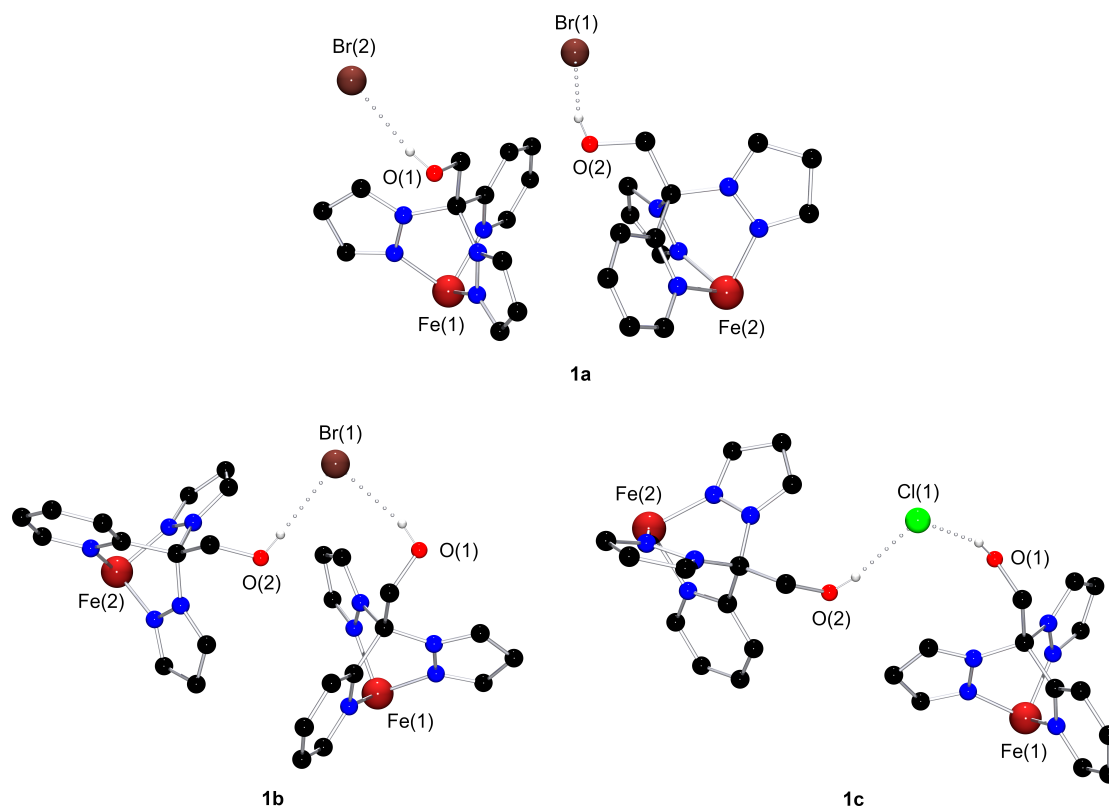 Br(2)
Br(1)
O(1)
O(2)
Fe(1)
Fe(2)
1a
Br(1)
O(1)
O(2)
Fe(2)
Fe(1)
1b
Fe(2)
Cl(1)
O(1)
O(2)
Fe(1)
1c